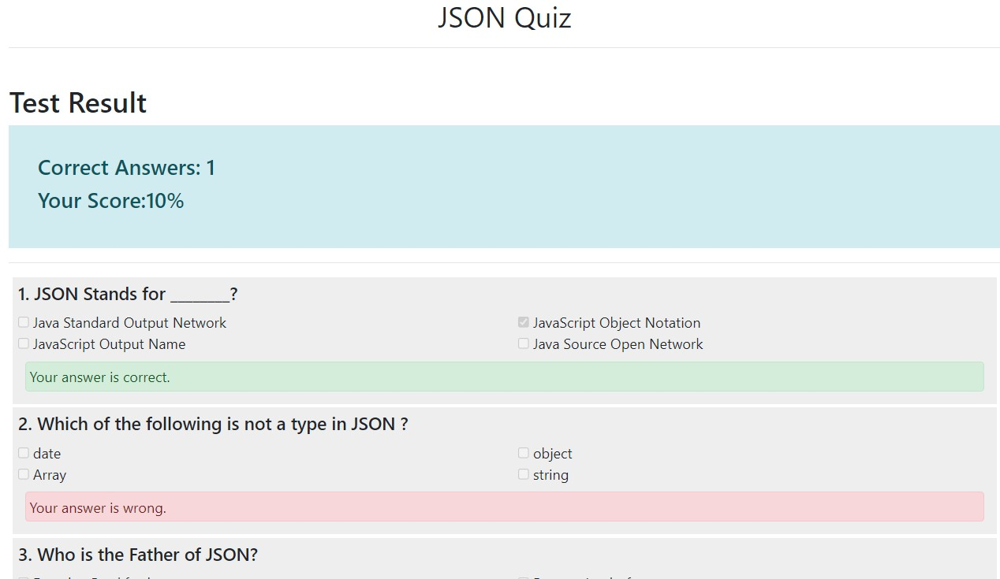 JSON Quiz
Test Result
Correct Answers: 1
Your Score:10%
1. JSON Stands for ________?
Java Standard Output Network
JavaScript Object Notation
JavaScript Output Name
Java Source Open Network
Your answer is correct.
2. Which of the following is not a type in JSON ?
date
object
Array
string
Your answer is wrong.
3. Who is the Father of JSON?